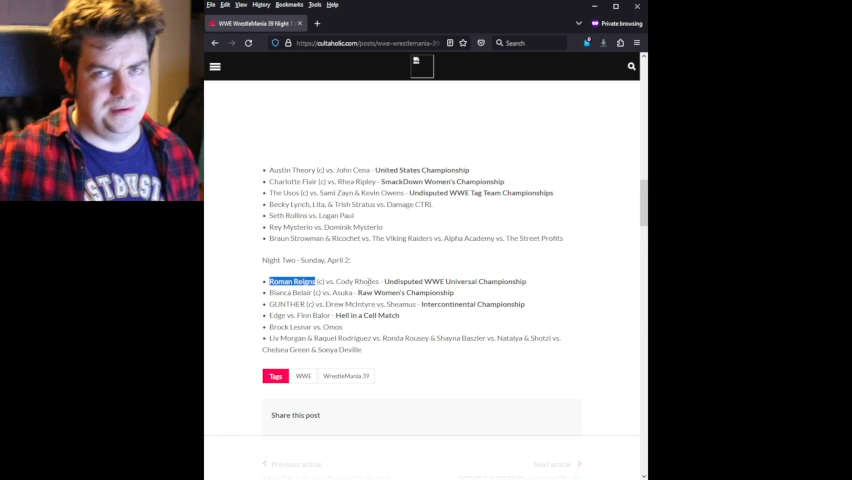 File Edit View History Bookmarks Tools Help
WWE WrestleMania 39 Night 1
Private browsing
https://cultaholic.com/posts/wwe-wrestlemania-39-
Search
• Austin Theory (c) vs. John Cena - United States Championship
• Charlotte Flair (c) vs. Rhea Ripley - SmackDown Women's Championship
• The Usos (c) vs. Sami Zayn & Kevin Owens - Undisputed WWE Tag Team Championships
• Becky Lynch, Lita, & Trish Stratus vs. Damage CTRL
• Seth Rollins vs. Logan Paul
• Rey Mysterio vs. Dominik Mysterio
• Braun Strowman & Ricochet vs. The Viking Raiders vs. Alpha Academy vs. The Street Profits
Night Two - Sunday, April 2:
• Roman Reigns (c) vs. Cody Rhodes - Undisputed WWE Universal Championship
• Bianca Belair (c) vs. Asuka - Raw Women's Championship
• GUNTHER (c) vs. Drew McIntyre vs. Sheamus - Intercontinental Championship
• Edge vs. Finn Balor - Hell in a Cell Match
• Brock Lesnar vs. Omos
• Liv Morgan & Raquel Rodriguez vs. Ronda Rousey & Shayna Baszler vs. Natalya & Shotzi vs.
Chelsea Green & Sonya Deville
Tags WWE WrestleMania 39
Share this post
Previous article Next article